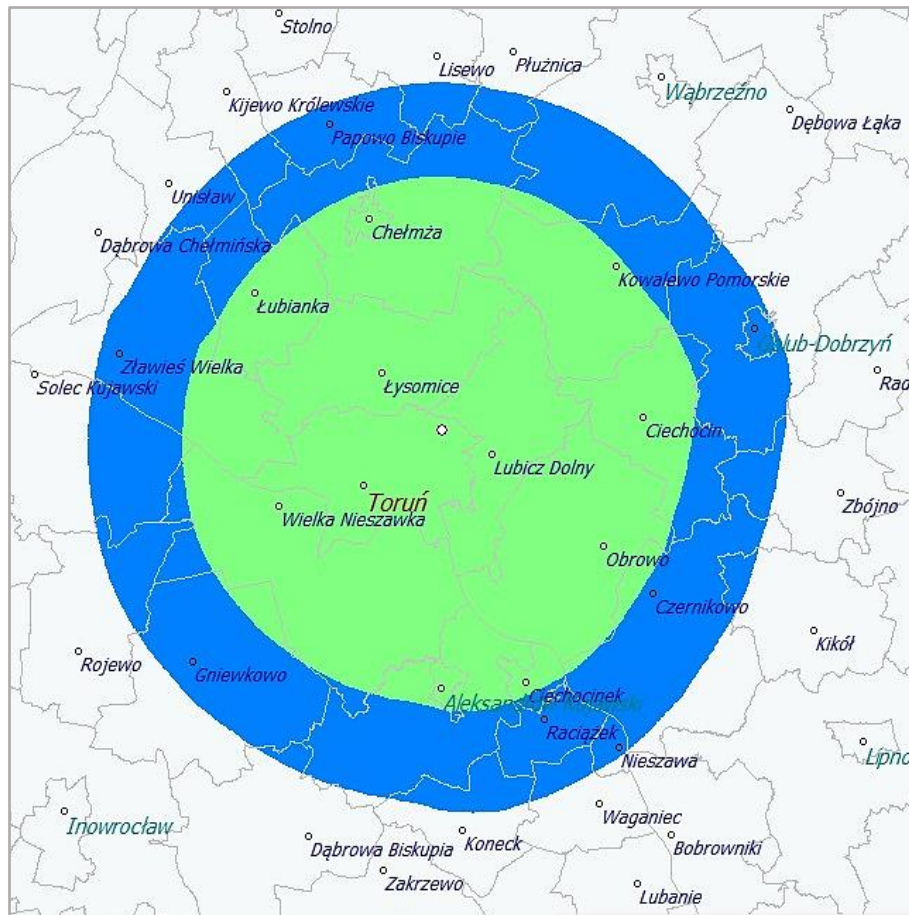 Stolno
Lisewo
Płużnica
Wąbrzeźno
Kijewo Królewskie
Dębowa Łąka
Papowo Biskupie
Unisław
Chełmża
Dąbrowa Chełmińska
Kowalewo Pomorskie
Łubianka
Golub-Dobrzyń
Zławieś Wielka
Solec Kujawski
Łysomice
Rad
Ciechocin
Lubicz Dolny
Toruń
Zbójno
Wielka Nieszawka
Obrowo
Czernikowo
Kikół
Rojewo
Gniewkowo
Ciechocinek
Raciążek
Nieszawa
Lipno
Waganiec
Inowrocław
Koneck
Bobrowniki
Dąbrowa Biskupia
Zakrzewo
Lubanie